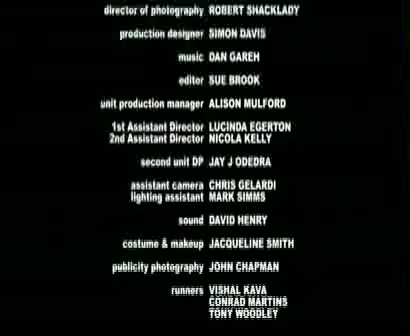 director of photography ROBERT SHACKLADY
production designer SIMON DAVIS
music DAN GAREH
editor SUE BROOK
unit production manager ALISON MULFORD
1st Assistant Director LUCINDA EGERTON
2nd Assistant Director NICOLA KELLY
second unit DP JAY J ODEDRA
assistant camera CHRIS GELARDI
lighting assistant MARK SIMMS
sound DAVID HENRY
costume & makeup JACQUELINE SMITH
publicity photography JOHN CHAPMAN
runners VISHAL KAVA
CONRAD MARTINS
TONY WOODLEY